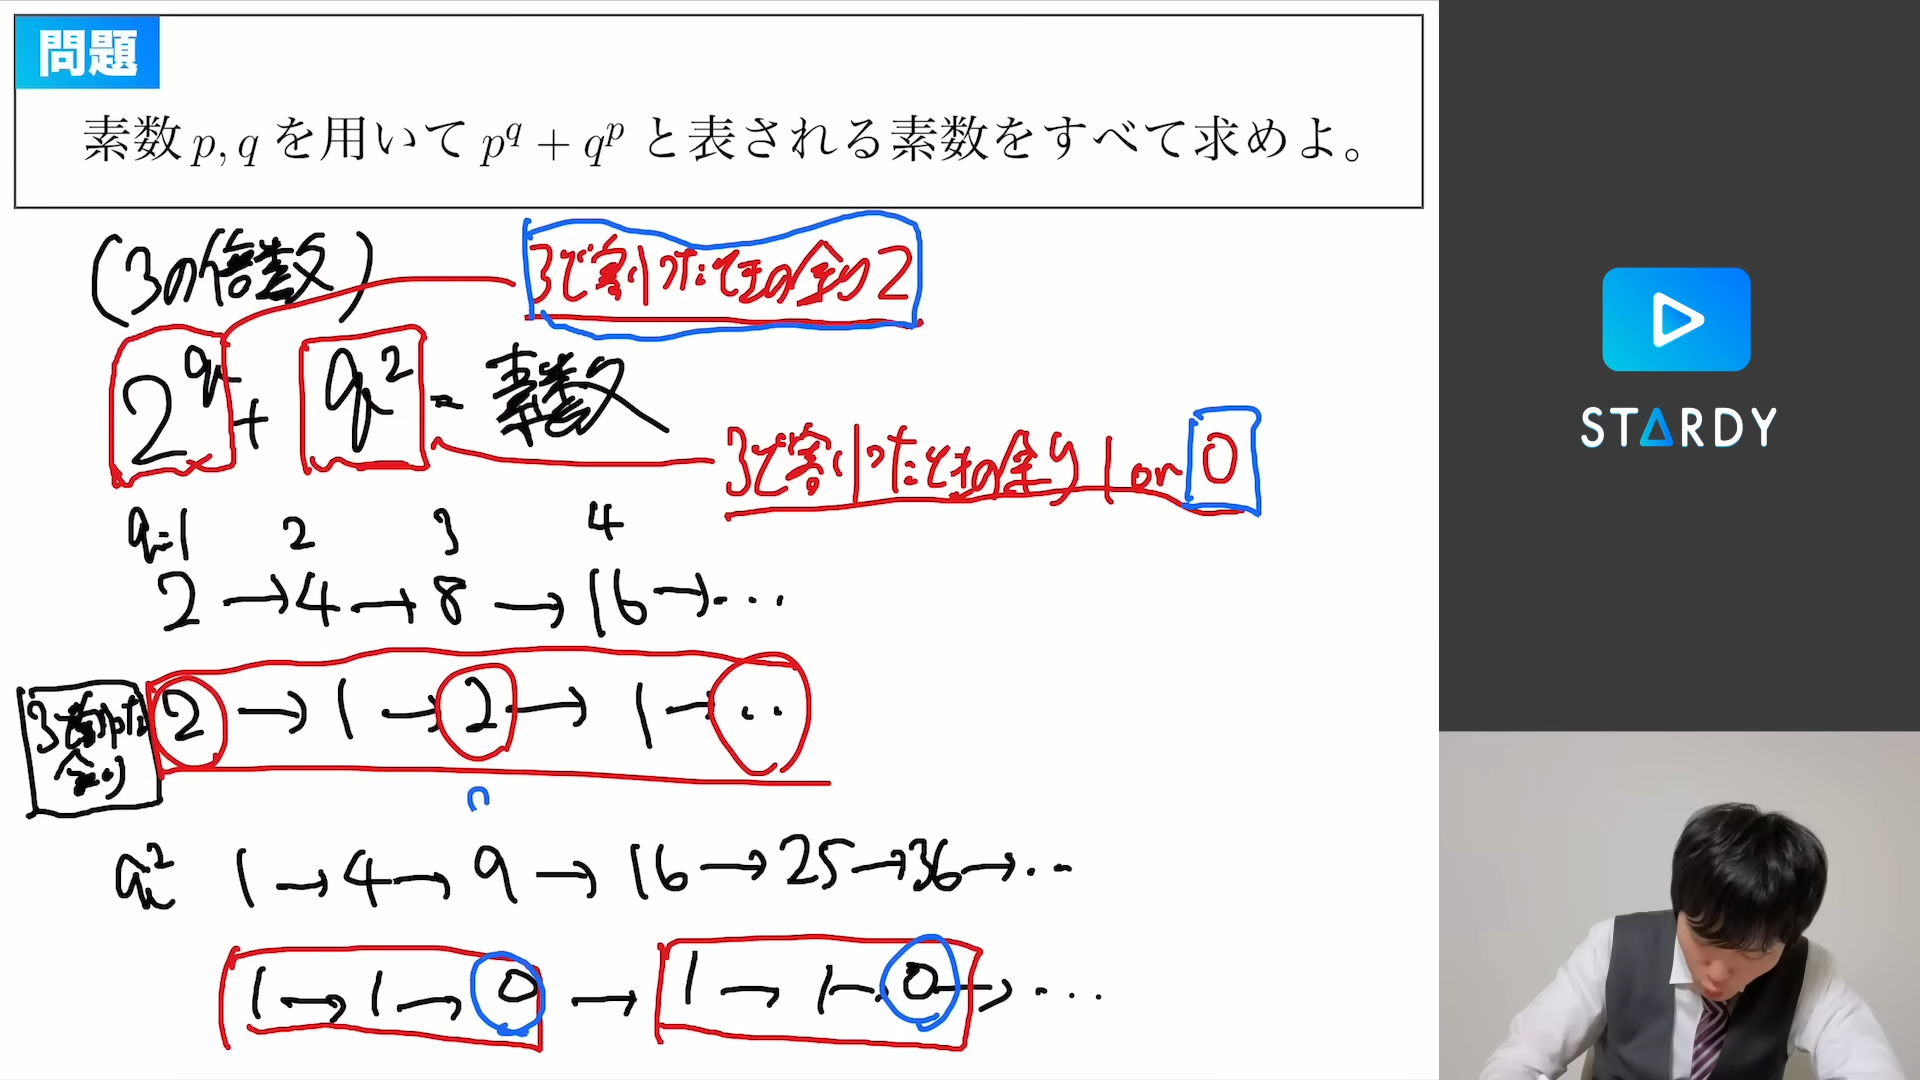 問題
素数 p, q を用いて p^q + q^p と表される素数をすべて求めよ。
(3の倍数)
3で割ったときの余り2
2^q + q^2 = 素数
3で割ったときの余り 1 or 0
q=1 2 3 4
2 → 4 → 8 → 16 → ...
3で割った余り
2 → 1 → 2 → 1 → ..
q^2 1 → 4 → 9 → 16 → 25 → 36 → ...
1 → 1 → 0 → 1 → 1 → 0 → ...
STARDY